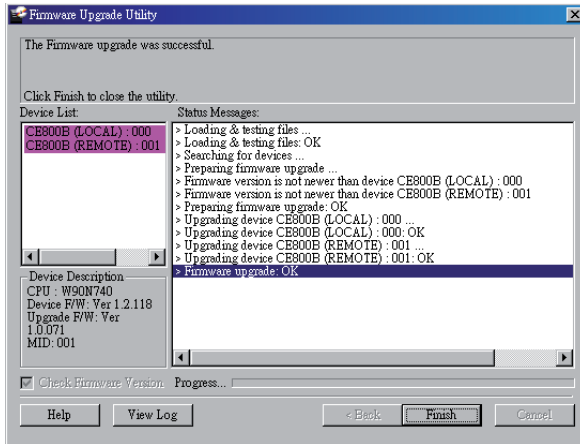 Firmware Upgrade Utility
The Firmware upgrade was successful.
Click Finish to close the utility.
Device List:
CE800B (LOCAL) : 000
CE800B (REMOTE) : 001
Status Messages:
> Loading & testing files ...
> Loading & testing files: OK
> Searching for devices ...
> Preparing firmware upgrade ...
> Firmware version is not newer than device CE800B (LOCAL) : 000
> Firmware version is not newer than device CE800B (REMOTE) : 001
> Preparing firmware upgrade: OK
> Upgrading device CE800B (LOCAL) : 000 ...
> Upgrading device CE800B (LOCAL) : 000: OK
> Upgrading device CE800B (REMOTE) : 001 ...
> Upgrading device CE800B (REMOTE) : 001: OK
> Firmware upgrade: OK
Device Description
CPU : W90N740
Device F/W: Ver 1.2.118
Upgrade F/W: Ver
1.0.071
MID: 001
Check Firmware Version
Progress...
Help
View Log
< Back
Finish
Cancel